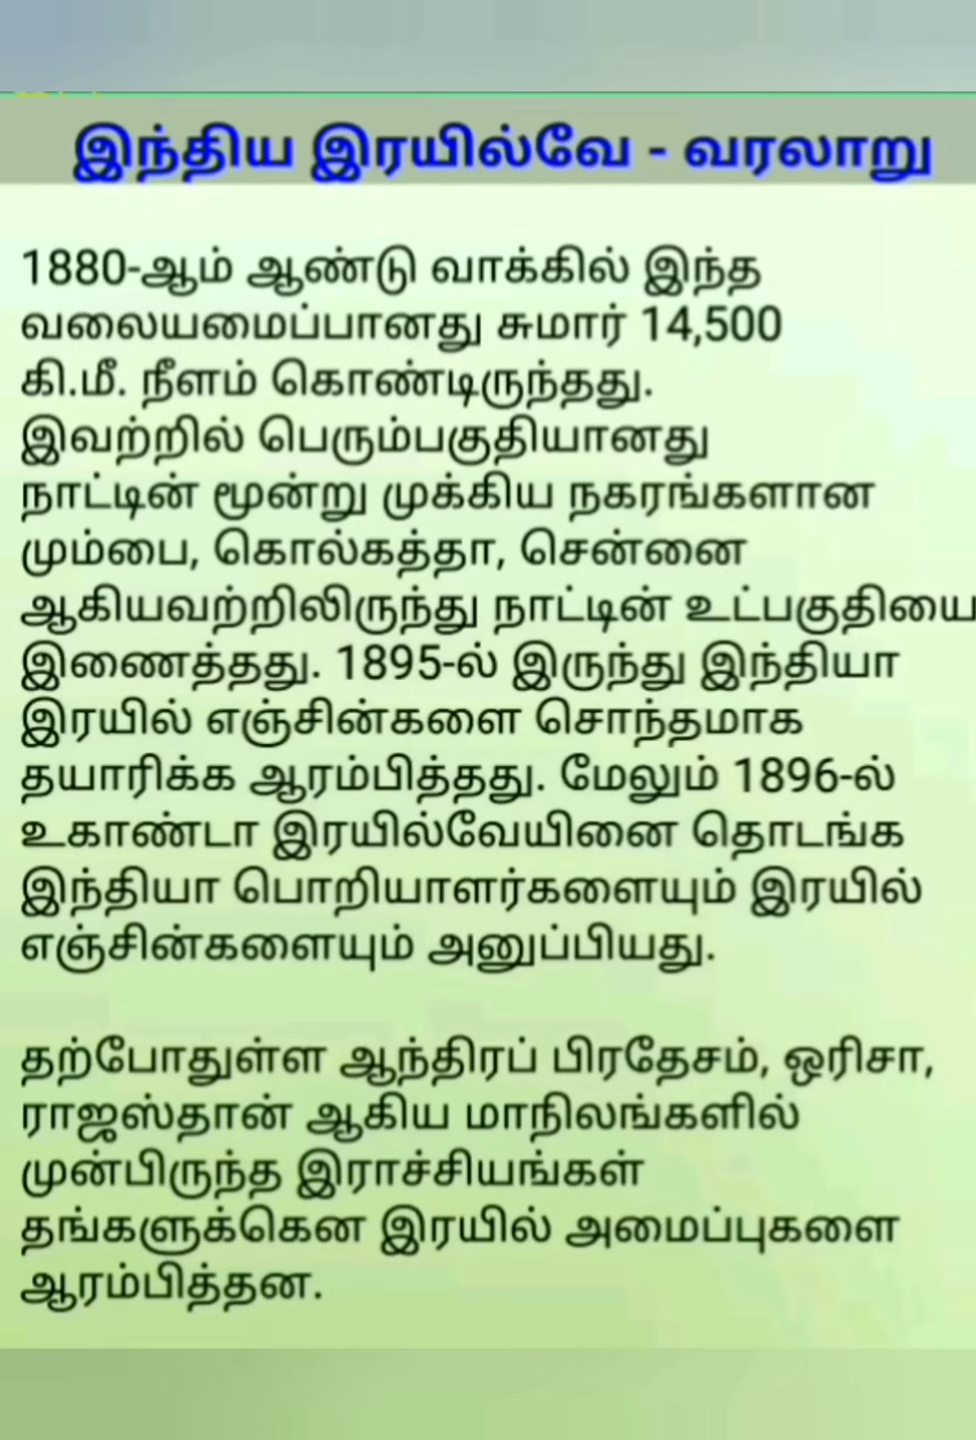 இந்திய இரயில்வே - வரலாறு
1880-ஆம் ஆண்டு வாக்கில் இந்த
வலையமைப்பானது சுமார் 14,500
கி.மீ. நீளம் கொண்டிருந்தது.
இவற்றில் பெரும்பகுதியானது
நாட்டின் மூன்று முக்கிய நகரங்களான
மும்பை, கொல்கத்தா, சென்னை
ஆகியவற்றிலிருந்து நாட்டின் உட்பகுதியை
இணைத்தது. 1895-ல் இருந்து இந்தியா
இரயில் எஞ்சின்களை சொந்தமாக
தயாரிக்க ஆரம்பித்தது. மேலும் 1896-ல்
உகாண்டா இரயில்வேயினை தொடங்க
இந்தியா பொறியாளர்களையும் இரயில்
எஞ்சின்களையும் அனுப்பியது.
தற்போதுள்ள ஆந்திரப் பிரதேசம், ஒரிசா,
ராஜஸ்தான் ஆகிய மாநிலங்களில்
முன்பிருந்த இராச்சியங்கள்
தங்களுக்கென இரயில் அமைப்புகளை
ஆரம்பித்தன.